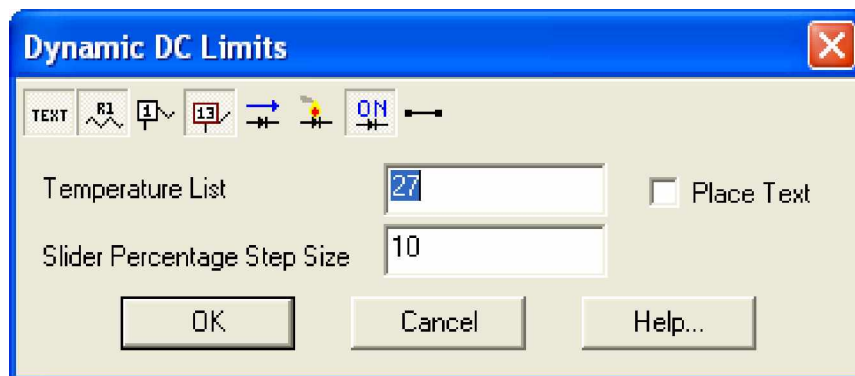 Dynamic DC Limits
TEXT R1 1 13 ON
Temperature List 27 Place Text
Slider Percentage Step Size 10
OK Cancel Help...